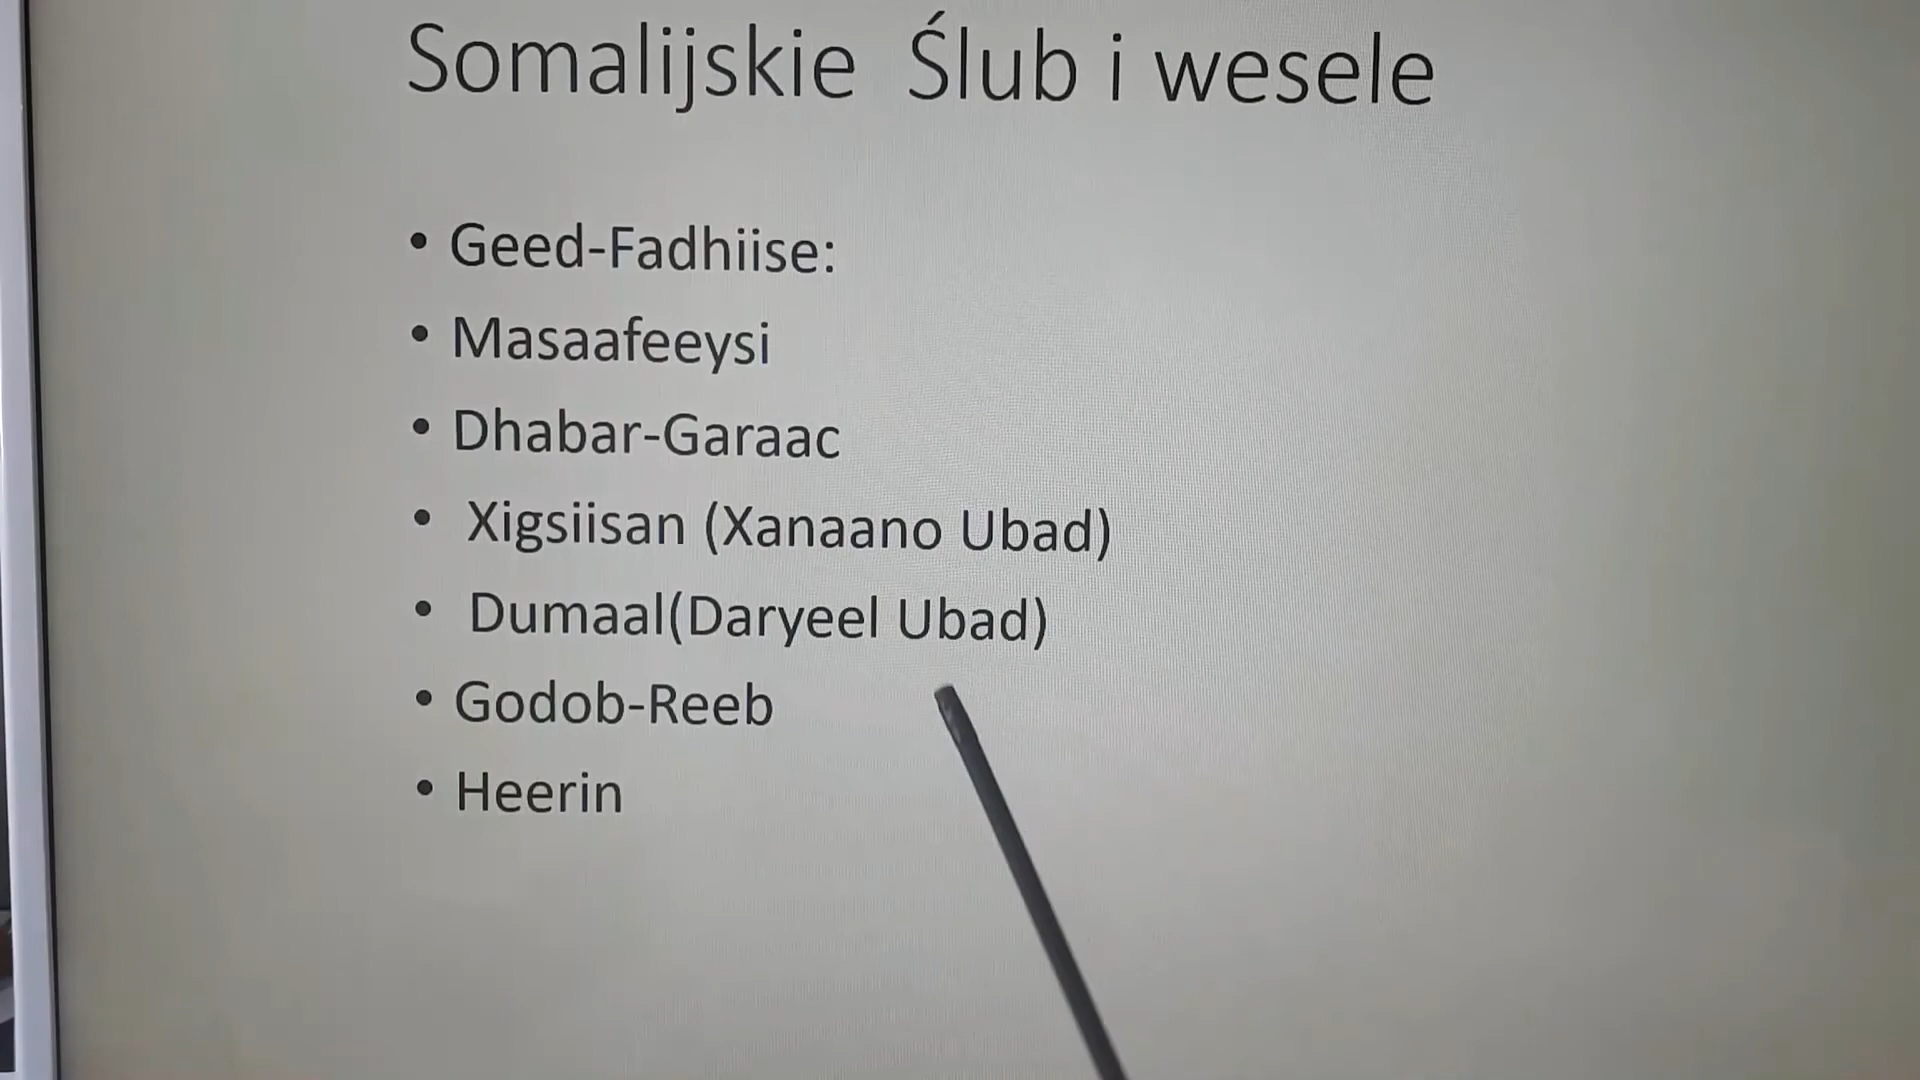 Somalijskie Ślub i wesele
• Geed-Fadhiise:
• Masaafeeysi
• Dhabar-Garaac
• Xigsiisan (Xanaano Ubad)
• Dumaal(Daryeel Ubad)
• Godob-Reeb
• Heerin